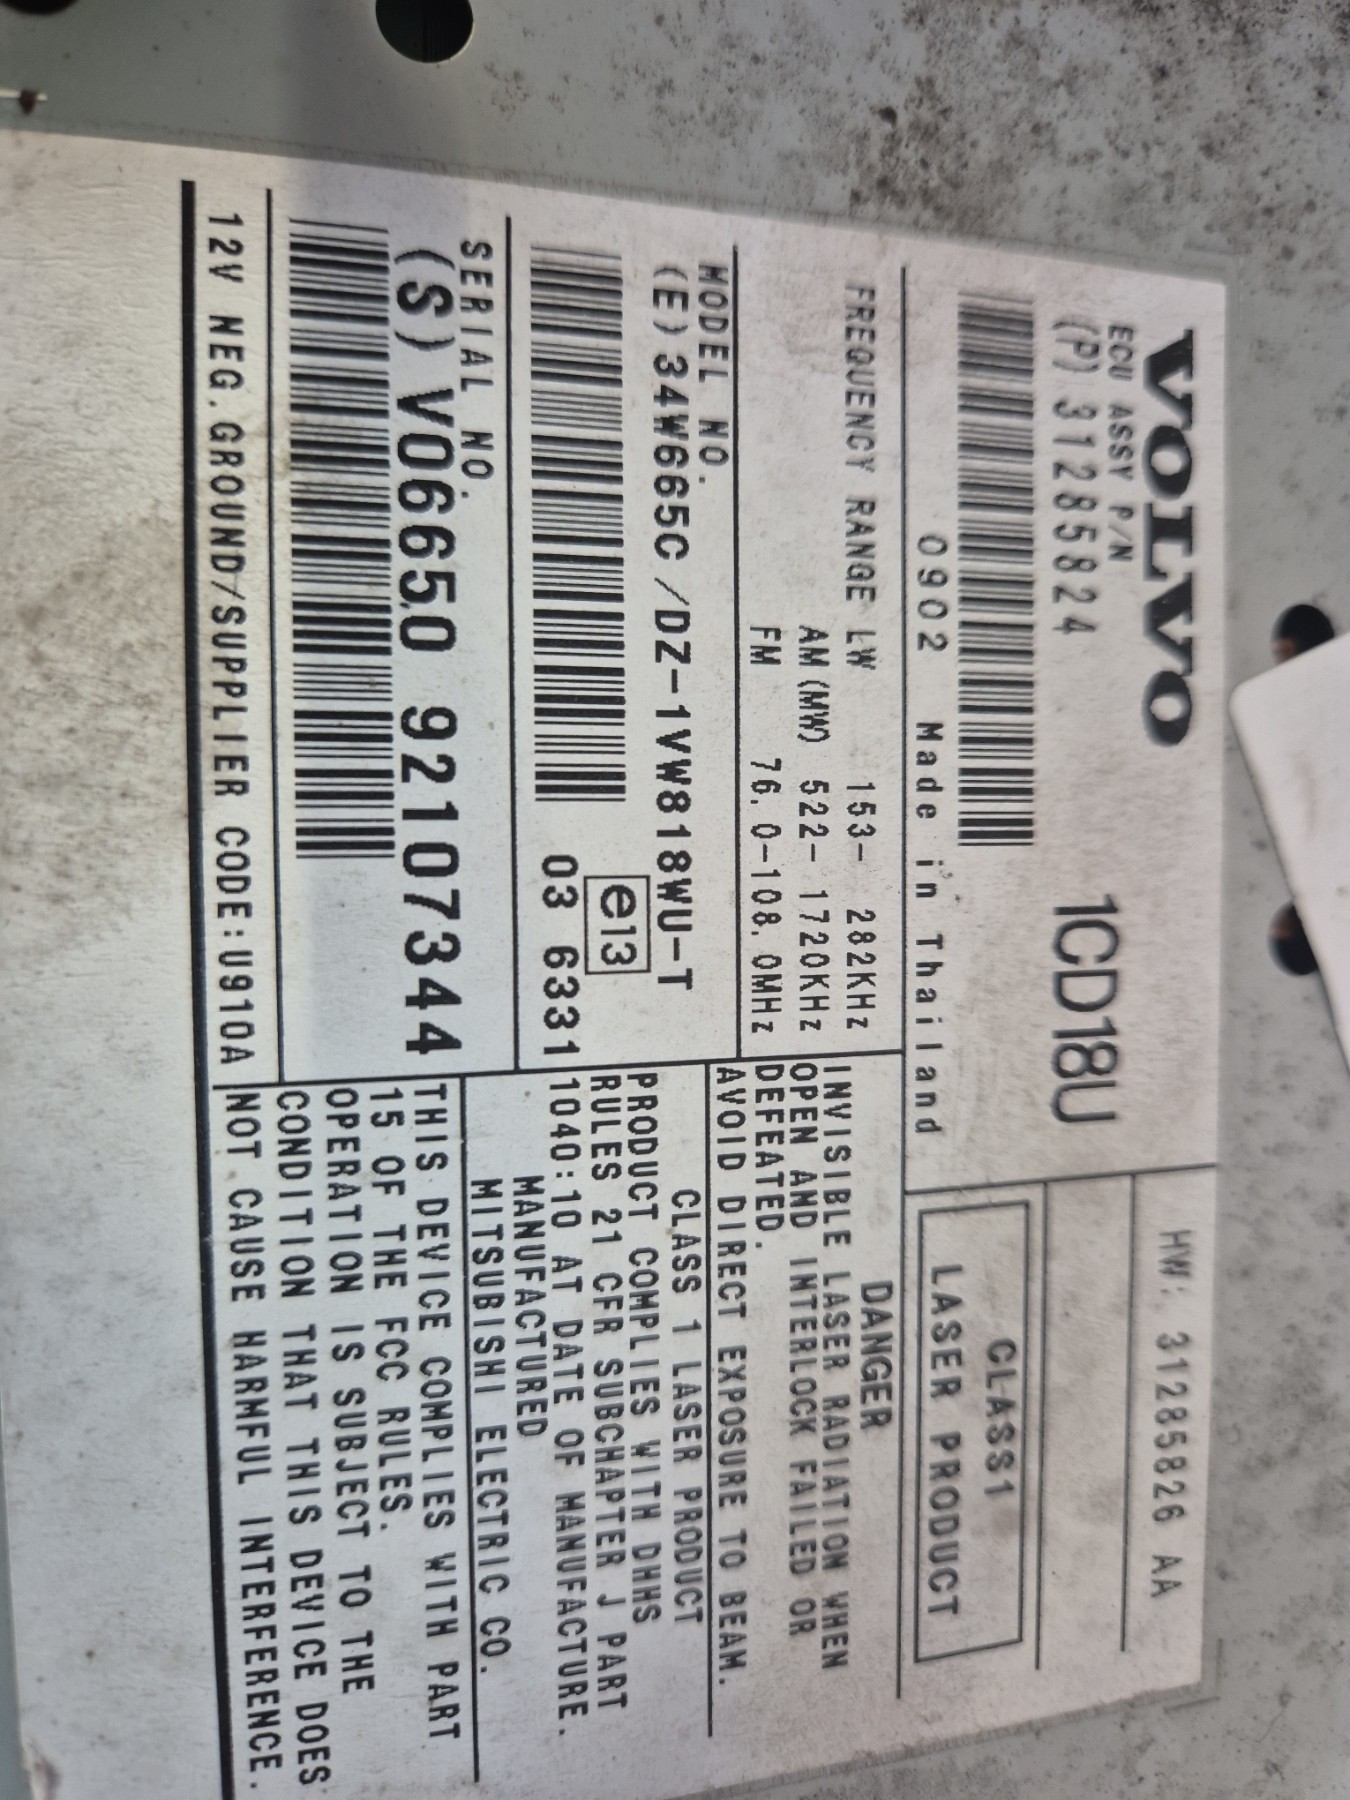 VOLVO
1CD18U
HW: 31285826 AA
ECU ASSY P/N
(P) 31285824
0902 Made in Thailand
CLASS1
LASER PRODUCT
FREQUENCY RANGE LW 153- 282KHz
AM(MW) 522- 1720KHz
FM 76.0-108.0MHz
DANGER
INVISIBLE LASER RADIATION WHEN
OPEN AND INTERLOCK FAILED OR
DEFEATED.
AVOID DIRECT EXPOSURE TO BEAM.
MODEL NO.
(E) 34W665C /DZ-1VW818WU-T
e13
03 6331
CLASS 1 LASER PRODUCT
PRODUCT COMPLIES WITH DHHS
RULES 21 CFR SUBCHAPTER J PART
1040:10 AT DATE OF MANUFACTURE.
MANUFACTURED
MITSUBISHI ELECTRIC CO.
SERIAL NO.
(S) V06650 92107344
THIS DEVICE COMPLIES WITH PART
15 OF THE FCC RULES.
OPERATION IS SUBJECT TO THE
CONDITION THAT THIS DEVICE DOES
NOT CAUSE HARMFUL INTERFERENCE.
12V NEG.GROUND/SUPPLIER CODE:U910A